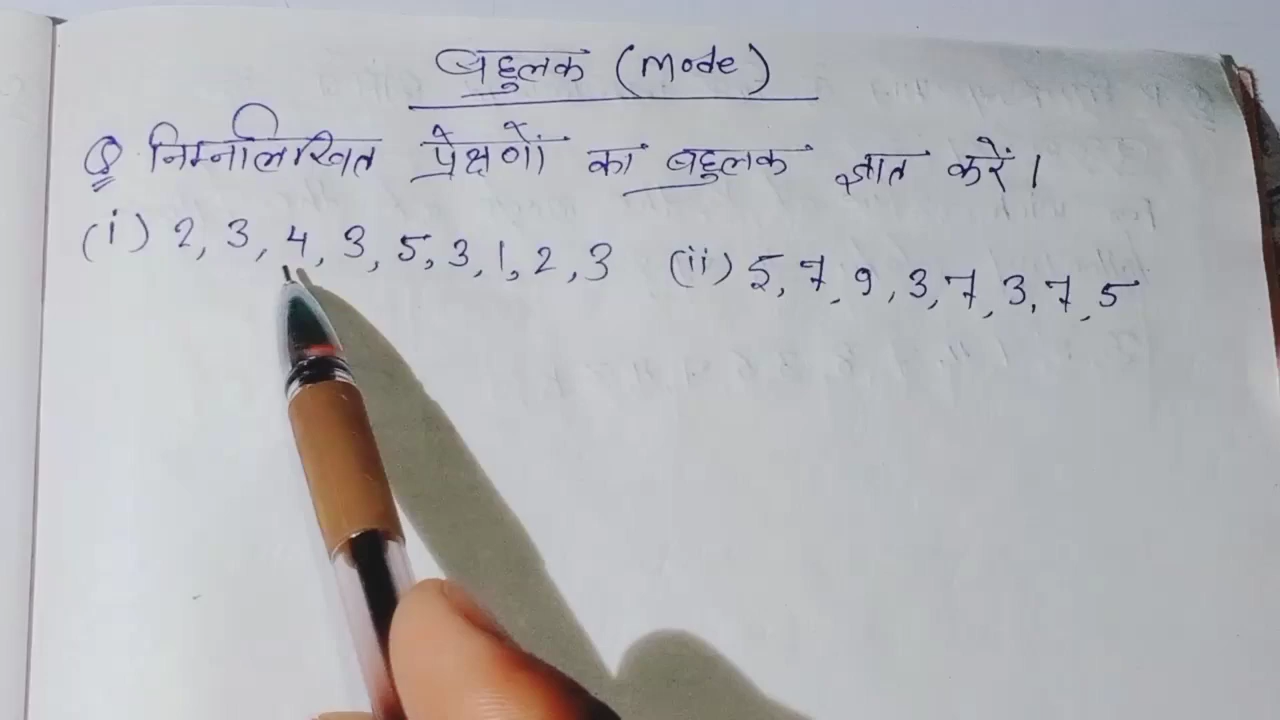 बहुलक (Mode)
Q निम्नलिखित प्रेक्षणों का बहुलक ज्ञात करें।
(i) 2, 3, 4, 3, 5, 3, 1, 2, 3 (ii) 5, 7, 9, 3, 7, 3, 7, 5